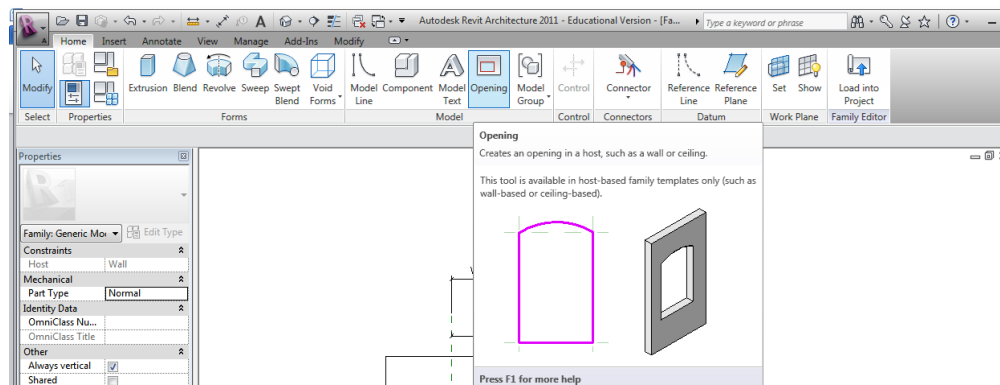 Autodesk Revit Architecture 2011 - Educational Version - [Fa... Type a keyword or phrase
Home Insert Annotate View Manage Add-Ins Modify
Modify Extrusion Blend Revolve Sweep Swept Blend Void Forms Model Line Component Model Text Opening Model Group Control Connector Reference Line Reference Plane Set Show Load into Project
Select Properties Forms Model Control Connectors Datum Work Plane Family Editor
Opening
Creates an opening in a host, such as a wall or ceiling.
This tool is available in host-based family templates only (such as
wall-based or ceiling-based).
Press F1 for more help
Properties
Family: Generic Mo Edit Type
Constraints
Host Wall
Mechanical
Part Type Normal
Identity Data
OmniClass Nu...
OmniClass Title
Other
Always vertical
Shared